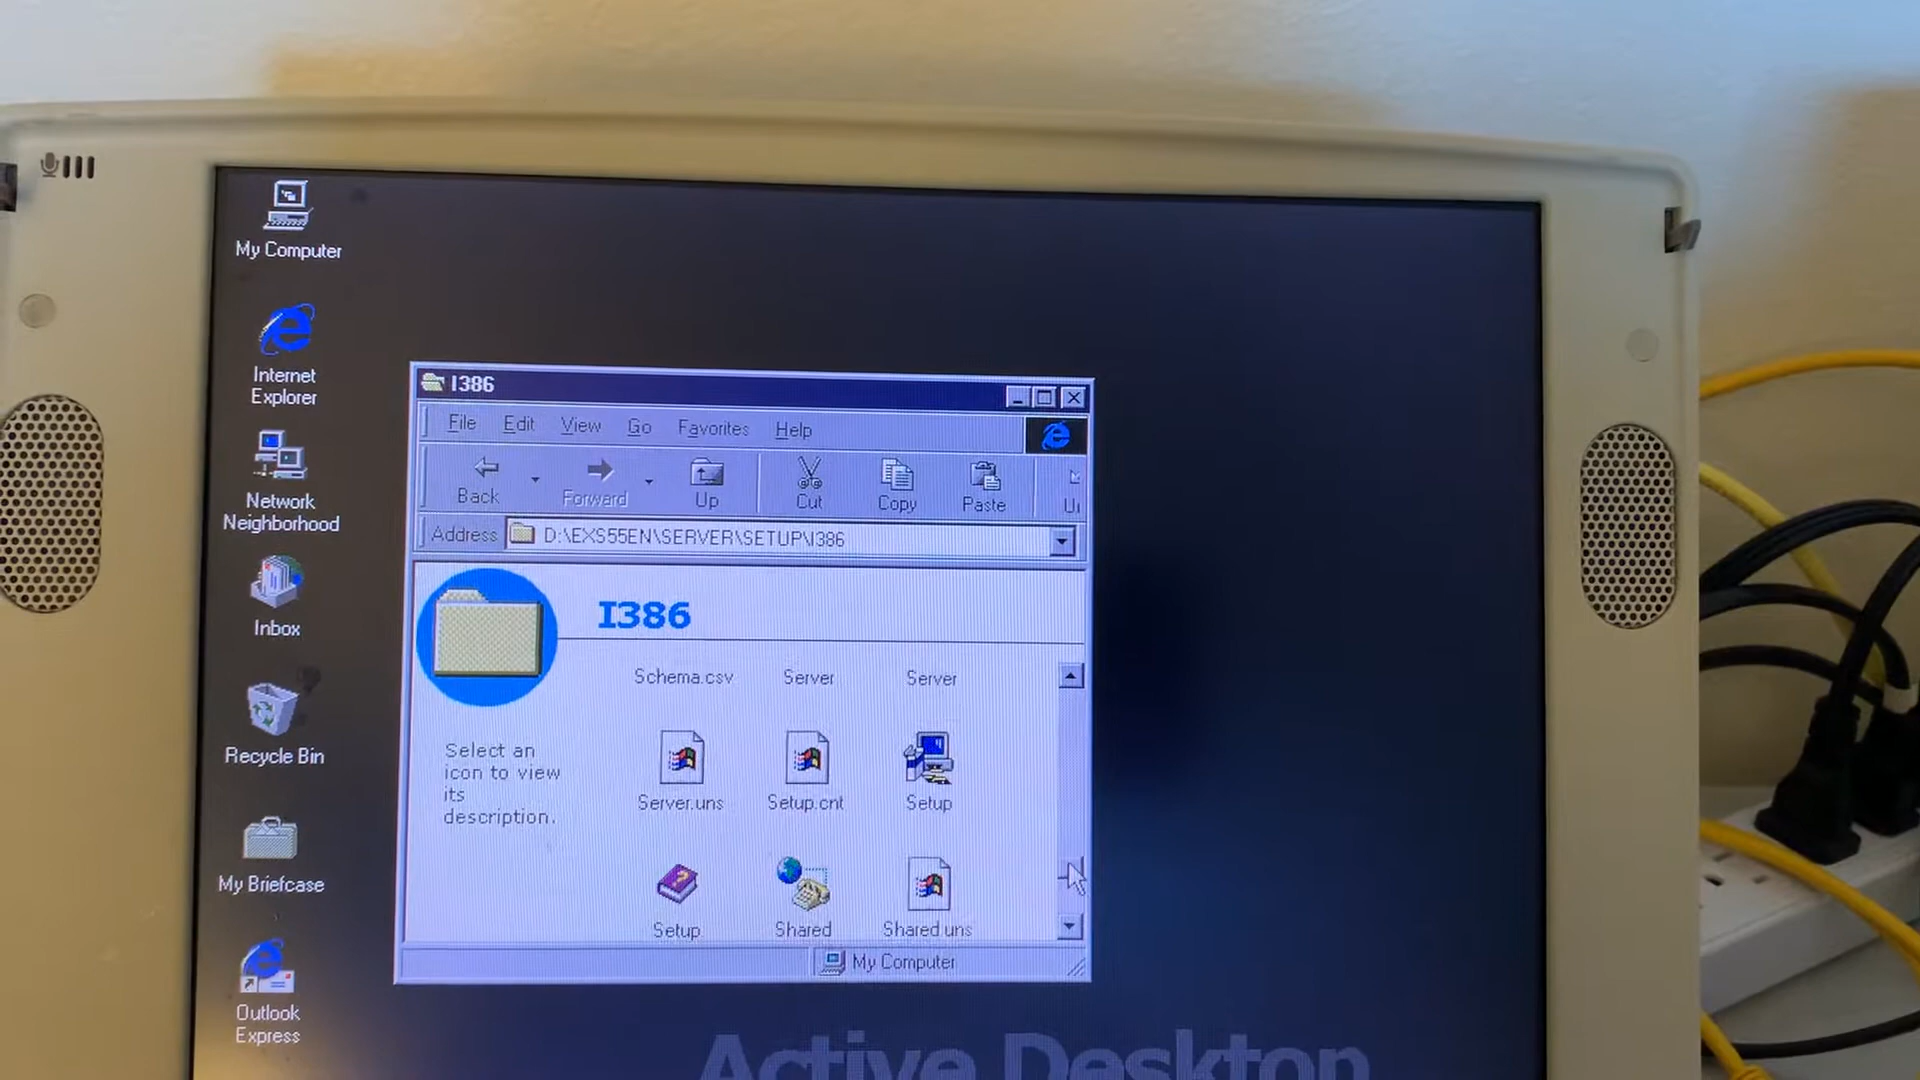 My Computer
Internet
Explorer
Network
Neighborhood
Inbox
Recycle Bin
My Briefcase
Outlook
Express
I386
File Edit View Go Favorites Help
Back Forward Up Cut Copy Paste
Address D:\EXS55EN\SERVER\SETUP\I386
I386
Select an
icon to view
its
description.
Schema.csv Server Server
Server.uns Setup.cnt Setup
Setup Shared Shared.uns
My Computer
Active Desktop